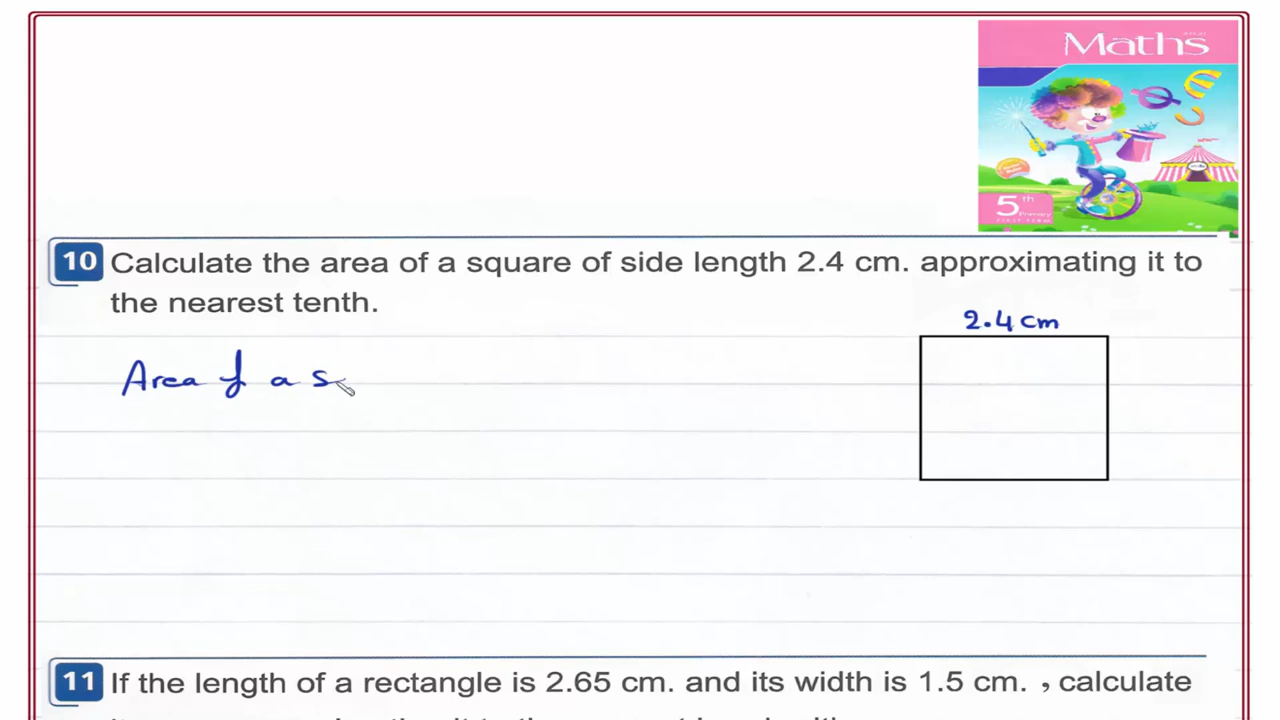 Maths
5th
Primary
10 Calculate the area of a square of side length 2.4 cm. approximating it to
the nearest tenth.
2.4 cm
Area of a s
11 If the length of a rectangle is 2.65 cm. and its width is 1.5 cm. , calculate